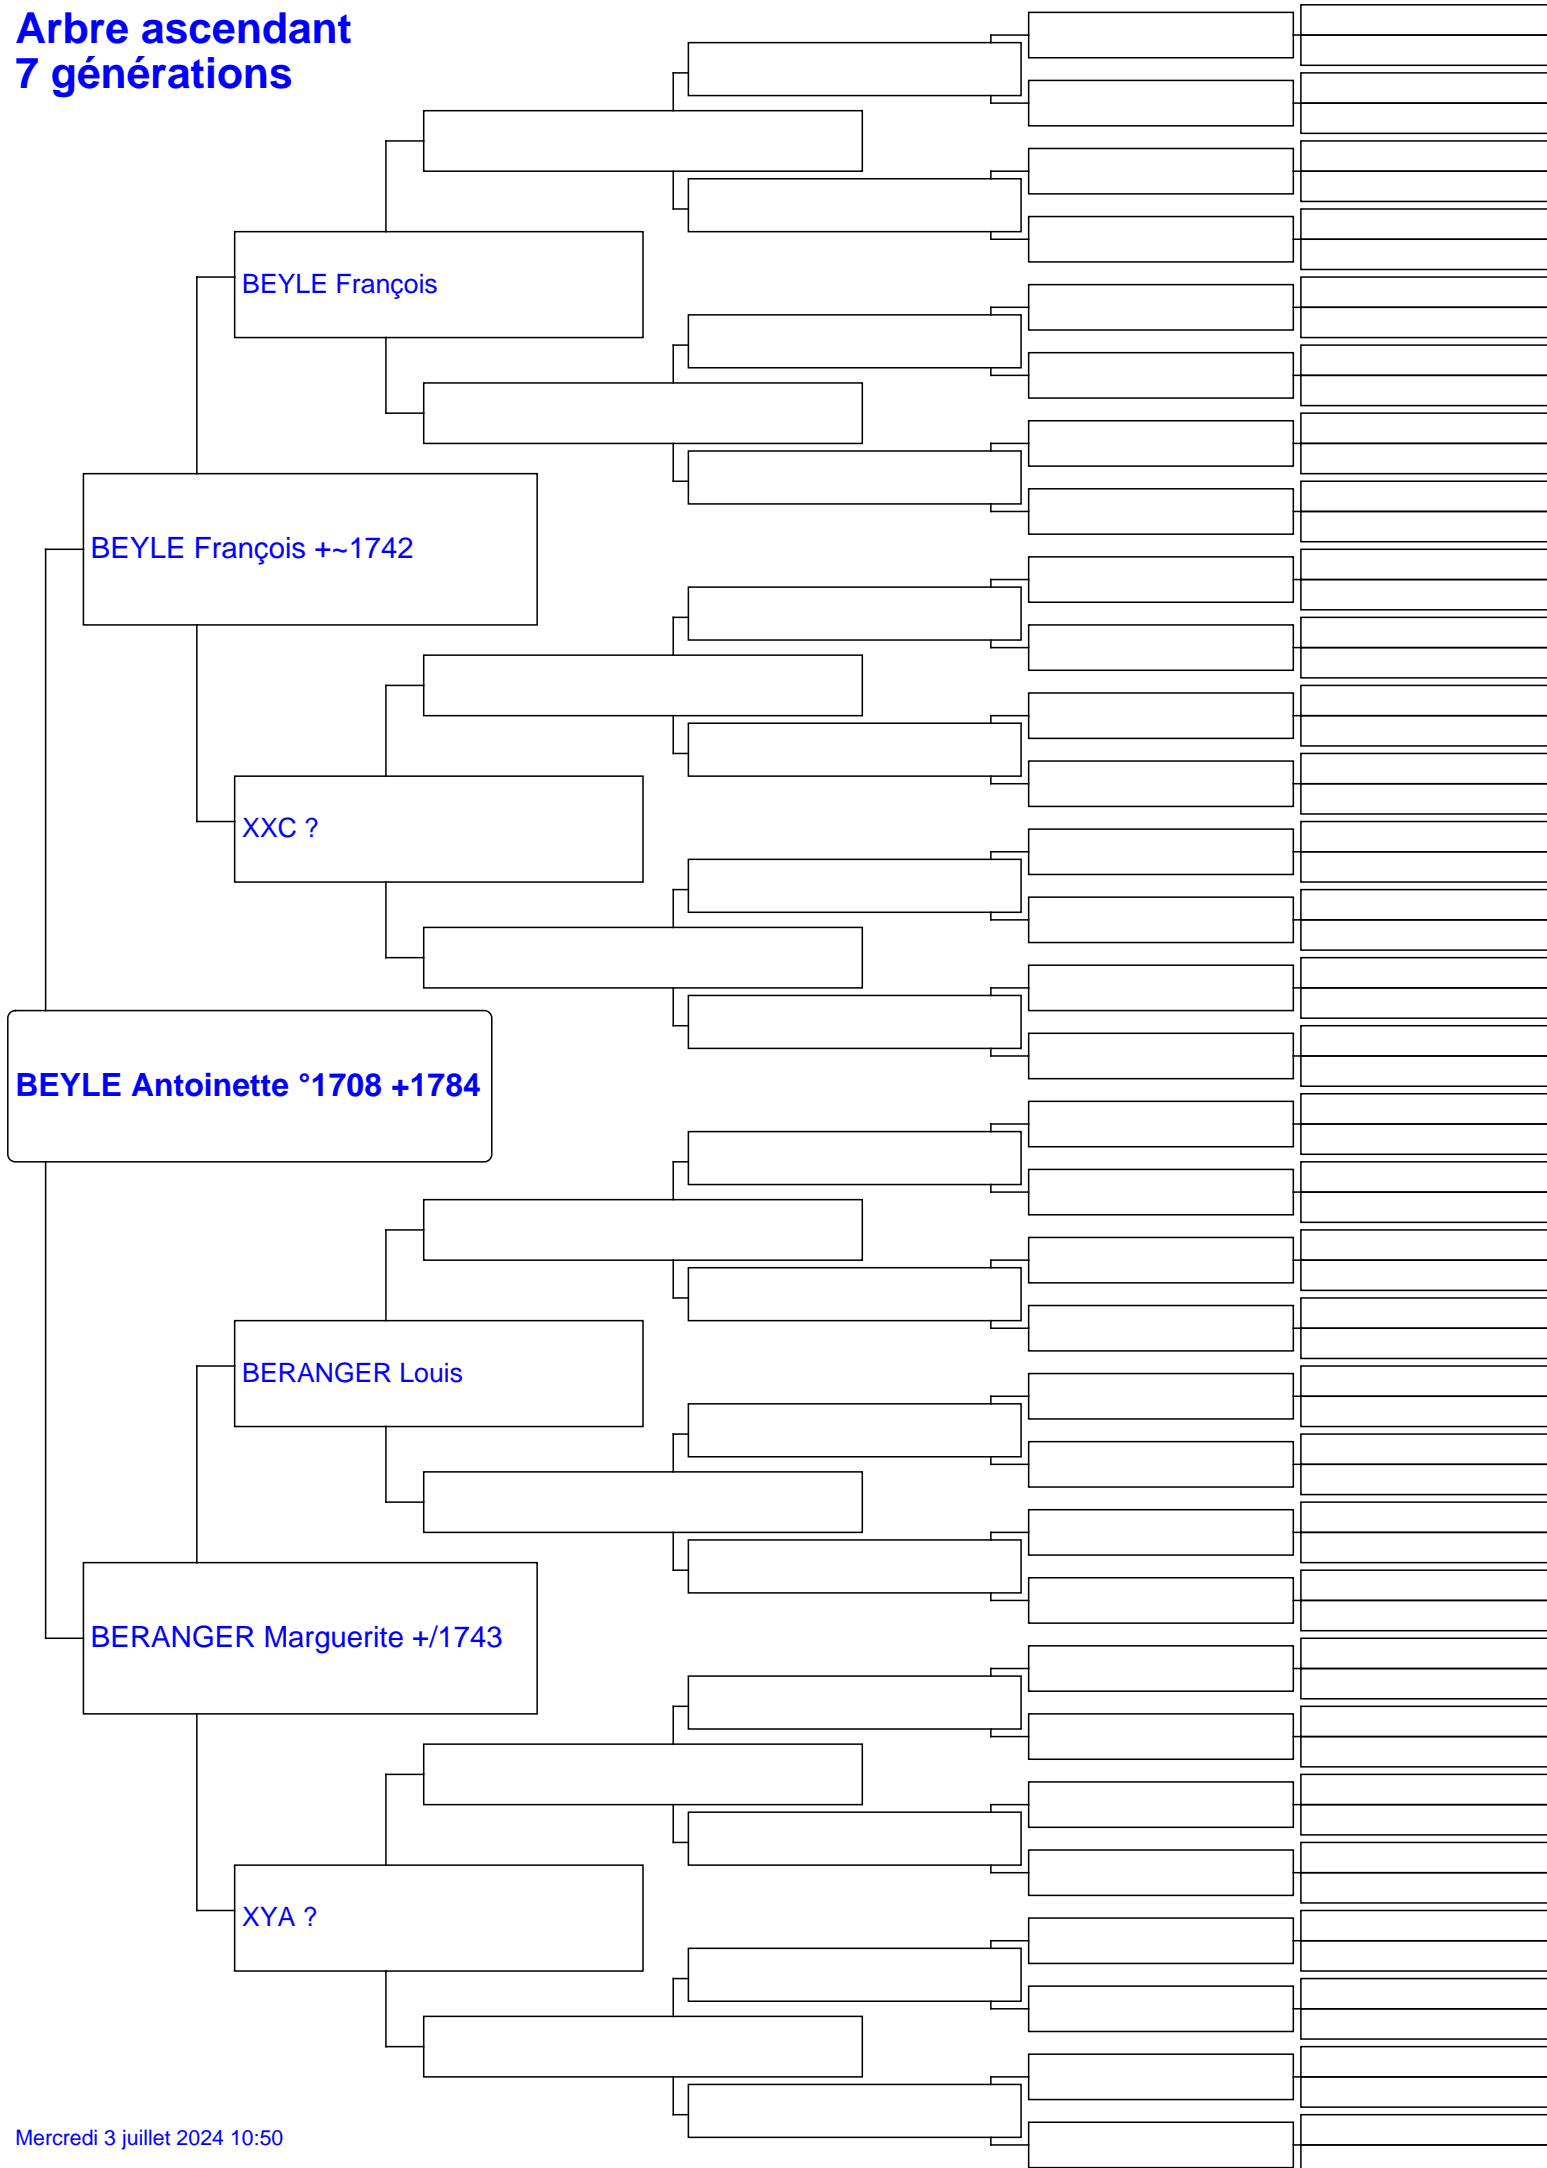 Arbre ascendant
7 générations
BEYLE François
BEYLE François +~1742
XXC ?
BEYLE Antoinette °1708 +1784
BERANGER Louis
BERANGER Marguerite +/1743
XYA ?
Mercredi 3 juillet 2024 10:50